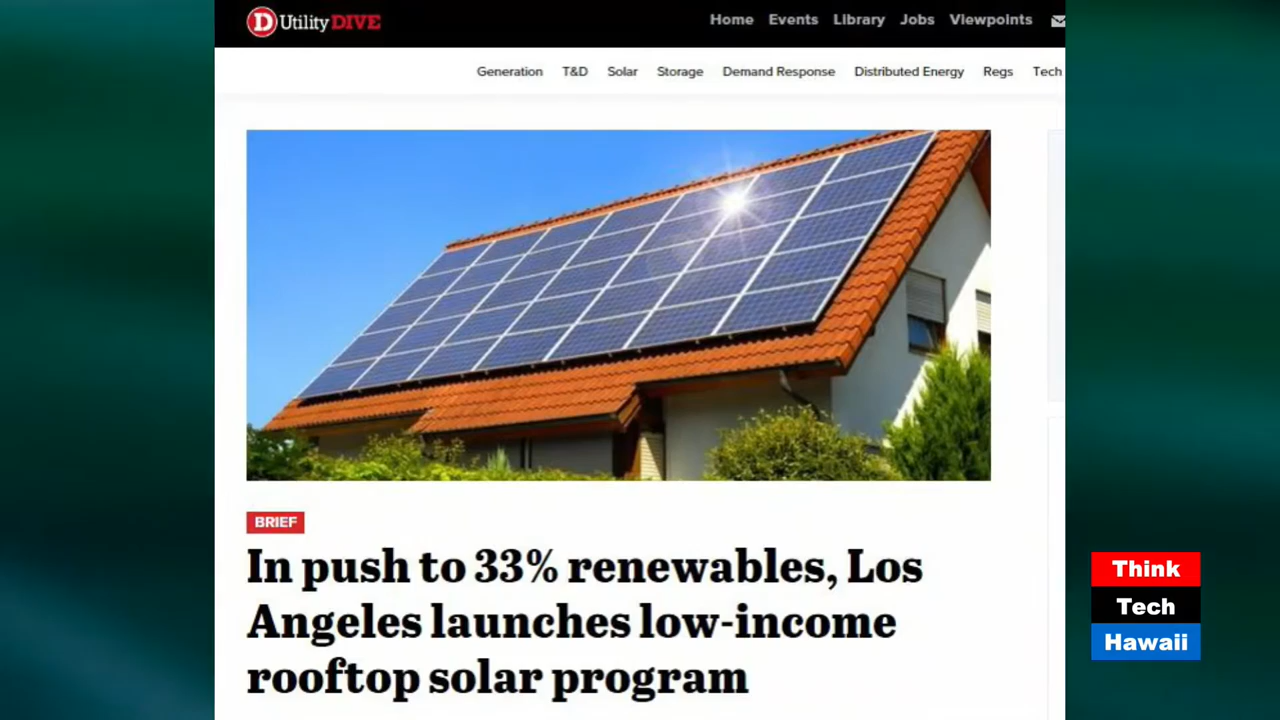 D Utility DIVE
Home Events Library Jobs Viewpoints
Generation T&D Solar Storage Demand Response Distributed Energy Regs Tech
BRIEF
In push to 33% renewables, Los
Angeles launches low-income
rooftop solar program
Think
Tech
Hawaii